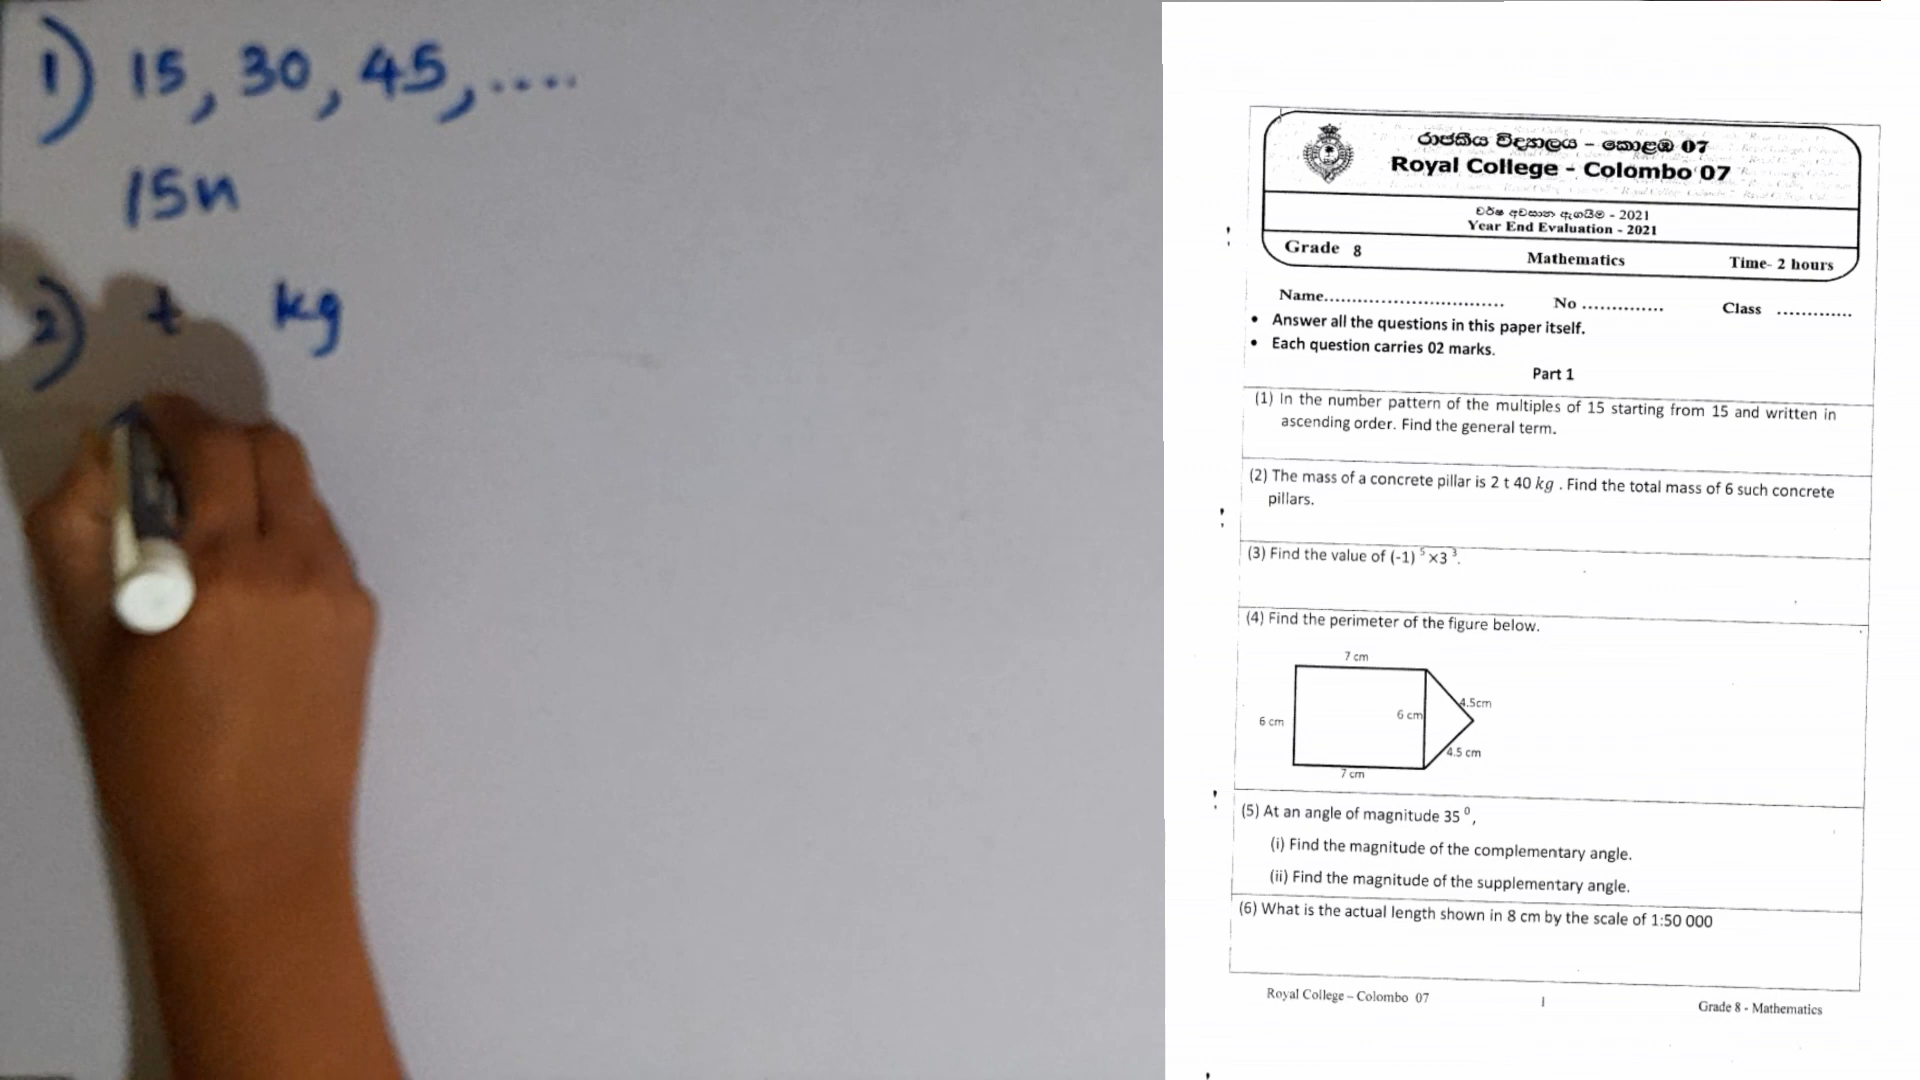 1) 15, 30, 45, ....
15n
2) t kg
රාජකීය විද්‍යාලය – කොළඹ 07
Royal College - Colombo 07
වර්ෂ අවසාන ඇගයීම - 2021
Year End Evaluation - 2021
Grade 8 Mathematics Time- 2 hours
Name............................... No .............. Class .............
• Answer all the questions in this paper itself.
• Each question carries 02 marks.
Part 1
(1) In the number pattern of the multiples of 15 starting from 15 and written in
ascending order. Find the general term.
(2) The mass of a concrete pillar is 2 t 40 kg . Find the total mass of 6 such concrete
pillars.
(3) Find the value of (-1) ⁵ ×3 ³.
(4) Find the perimeter of the figure below.
7 cm
4.5cm
6 cm 6 cm
4.5 cm
7 cm
(5) At an angle of magnitude 35 ⁰,
(i) Find the magnitude of the complementary angle.
(ii) Find the magnitude of the supplementary angle.
(6) What is the actual length shown in 8 cm by the scale of 1:50 000
Royal College – Colombo 07 1 Grade 8 - Mathematics